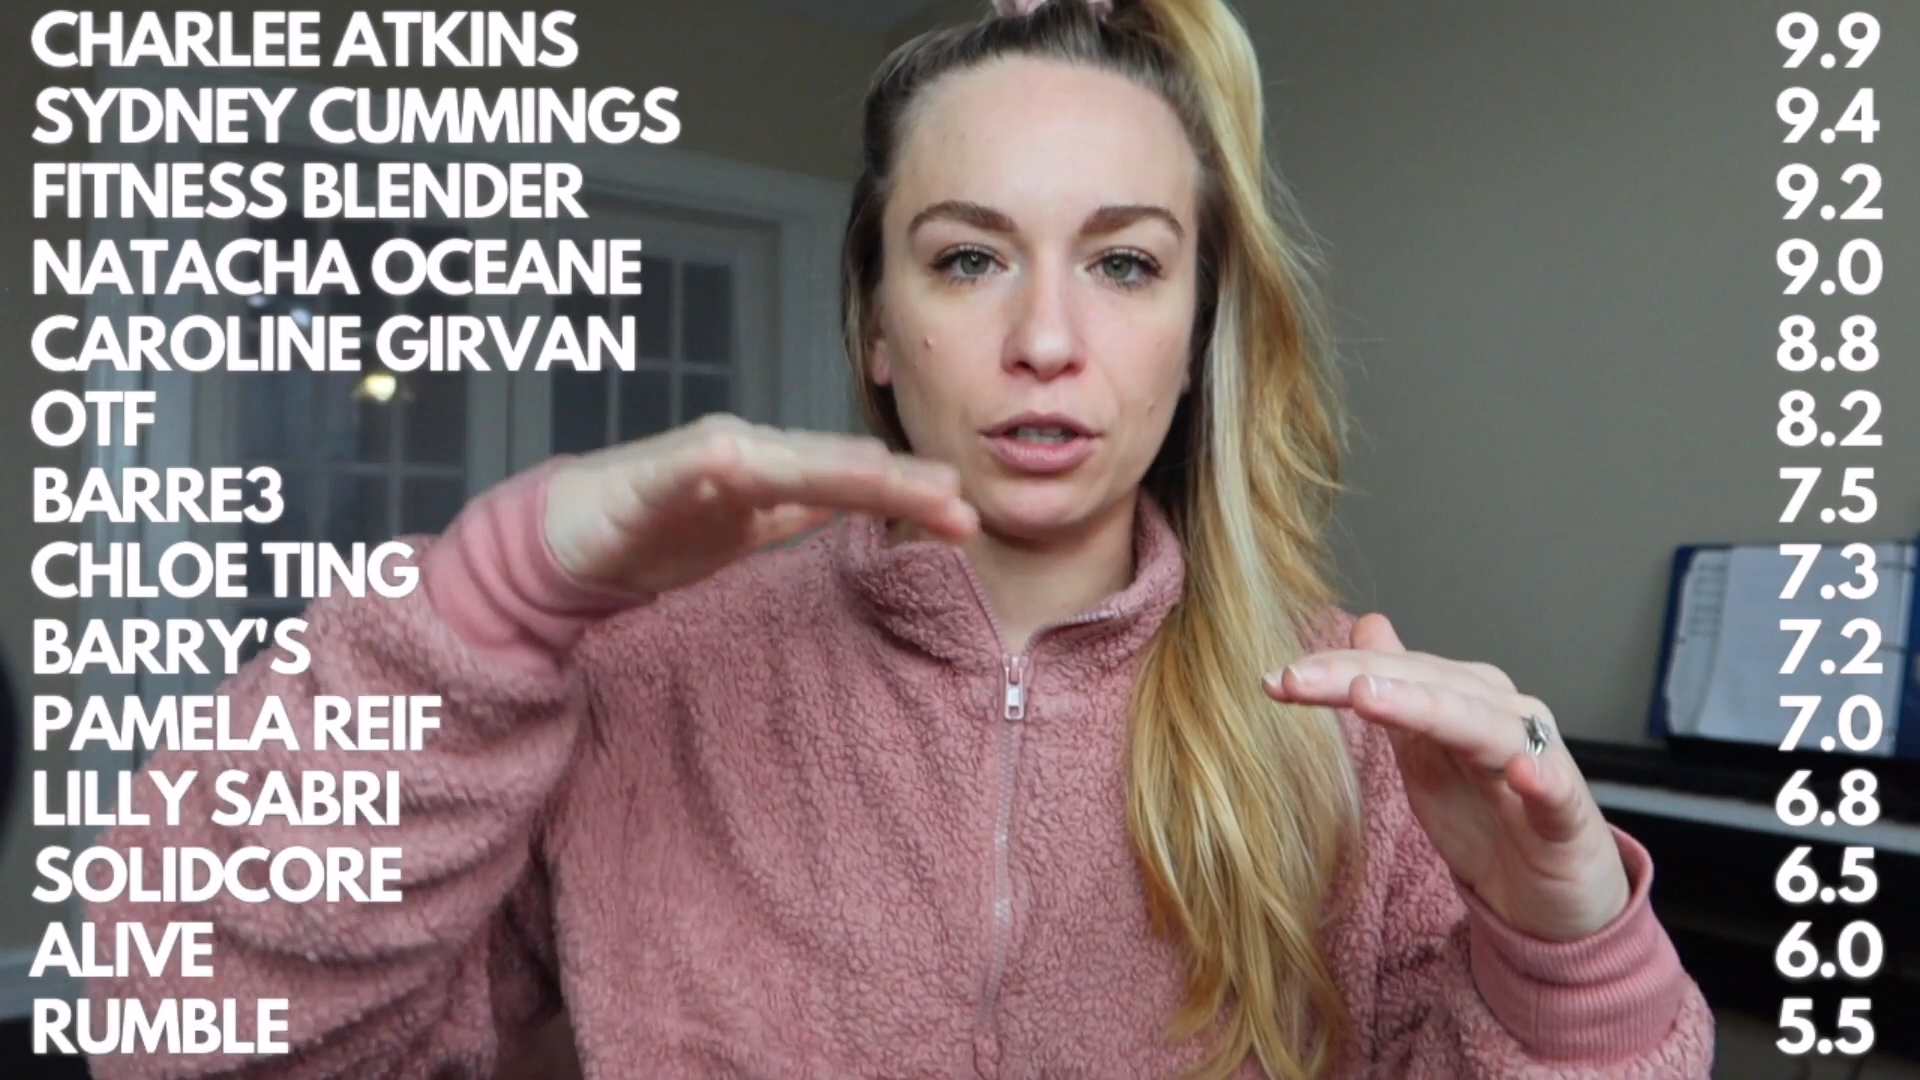 CHARLEE ATKINS 9.9
SYDNEY CUMMINGS 9.4
FITNESS BLENDER 9.2
NATACHA OCEANE 9.0
CAROLINE GIRVAN 8.8
OTF 8.2
BARRE3 7.5
CHLOE TING 7.3
BARRY'S 7.2
PAMELA REIF 7.0
LILLY SABRI 6.8
SOLIDCORE 6.5
ALIVE 6.0
RUMBLE 5.5